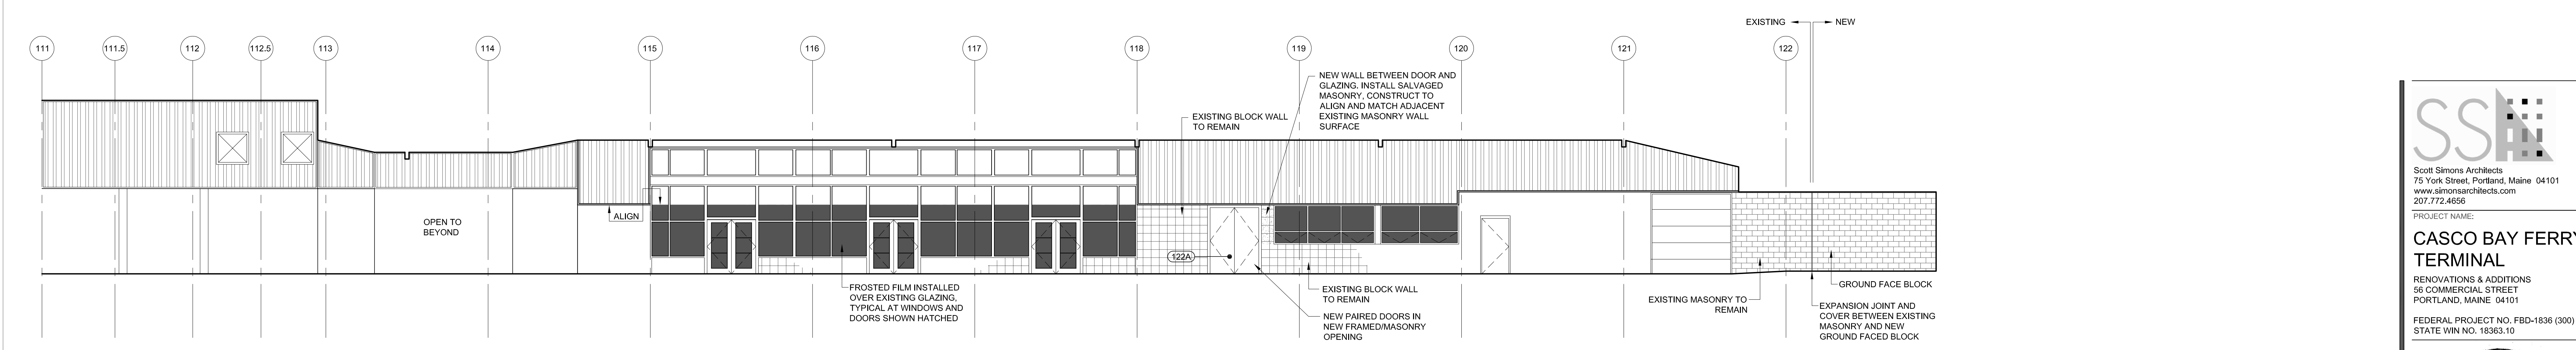 EXISTING NEW
111 111.5 112 112.5 113 114 115 116 117 118 119 120 121 122
NEW WALL BETWEEN DOOR AND
GLAZING. INSTALL SALVAGED
MASONRY, CONSTRUCT TO
ALIGN AND MATCH ADJACENT
EXISTING MASONRY WALL
SURFACE
EXISTING BLOCK WALL
TO REMAIN
ALIGN
OPEN TO
BEYOND
122A
FROSTED FILM INSTALLED
OVER EXISTING GLAZING,
TYPICAL AT WINDOWS AND
DOORS SHOWN HATCHED
EXISTING BLOCK WALL
TO REMAIN
NEW PAIRED DOORS IN
NEW FRAMED/MASONRY
OPENING
EXISTING MASONRY TO
REMAIN
GROUND FACE BLOCK
EXPANSION JOINT AND
COVER BETWEEN EXISTING
MASONRY AND NEW
GROUND FACED BLOCK
SSA
Scott Simons Architects
75 York Street, Portland, Maine 04101
www.simonsarchitects.com
207.772.4656
PROJECT NAME:
CASCO BAY FERRY
TERMINAL
RENOVATIONS & ADDITIONS
56 COMMERCIAL STREET
PORTLAND, MAINE 04101
FEDERAL PROJECT NO. FBD-1836 (300)
STATE WIN NO. 18363.10